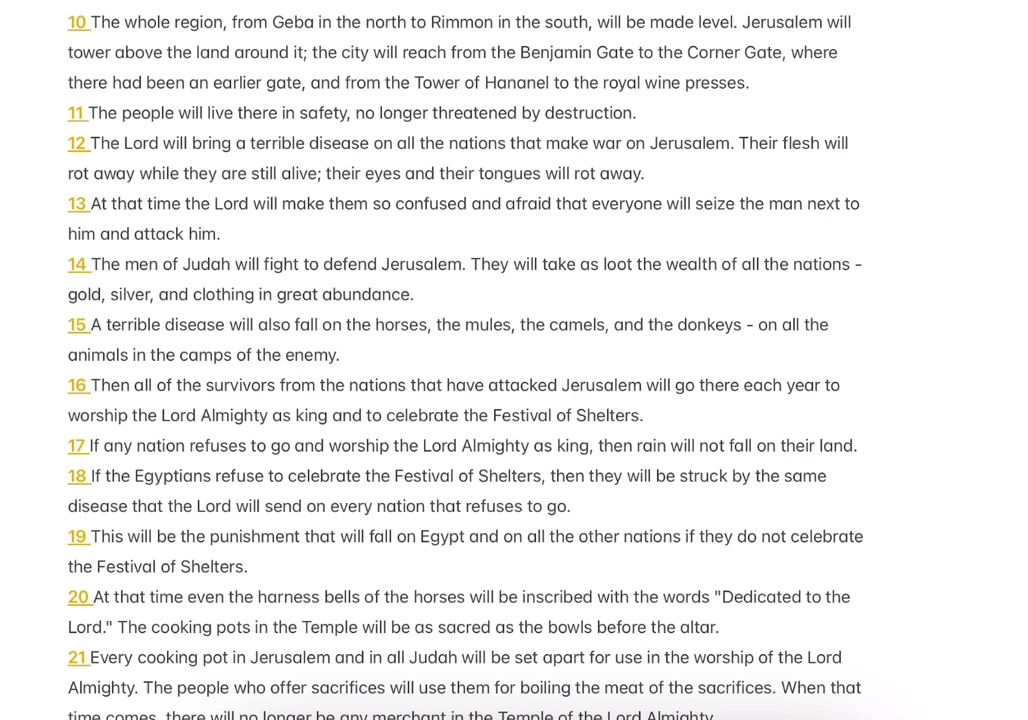 10 The whole region, from Geba in the north to Rimmon in the south, will be made level. Jerusalem will
tower above the land around it; the city will reach from the Benjamin Gate to the Corner Gate, where
there had been an earlier gate, and from the Tower of Hananel to the royal wine presses.
11 The people will live there in safety, no longer threatened by destruction.
12 The Lord will bring a terrible disease on all the nations that make war on Jerusalem. Their flesh will
rot away while they are still alive; their eyes and their tongues will rot away.
13 At that time the Lord will make them so confused and afraid that everyone will seize the man next to
him and attack him.
14 The men of Judah will fight to defend Jerusalem. They will take as loot the wealth of all the nations -
gold, silver, and clothing in great abundance.
15 A terrible disease will also fall on the horses, the mules, the camels, and the donkeys - on all the
animals in the camps of the enemy.
16 Then all of the survivors from the nations that have attacked Jerusalem will go there each year to
worship the Lord Almighty as king and to celebrate the Festival of Shelters.
17 If any nation refuses to go and worship the Lord Almighty as king, then rain will not fall on their land.
18 If the Egyptians refuse to celebrate the Festival of Shelters, then they will be struck by the same
disease that the Lord will send on every nation that refuses to go.
19 This will be the punishment that will fall on Egypt and on all the other nations if they do not celebrate
the Festival of Shelters.
20 At that time even the harness bells of the horses will be inscribed with the words "Dedicated to the
Lord." The cooking pots in the Temple will be as sacred as the bowls before the altar.
21 Every cooking pot in Jerusalem and in all Judah will be set apart for use in the worship of the Lord
Almighty. The people who offer sacrifices will use them for boiling the meat of the sacrifices. When that
time comes, there will no longer be any merchant in the Temple of the Lord Almighty.